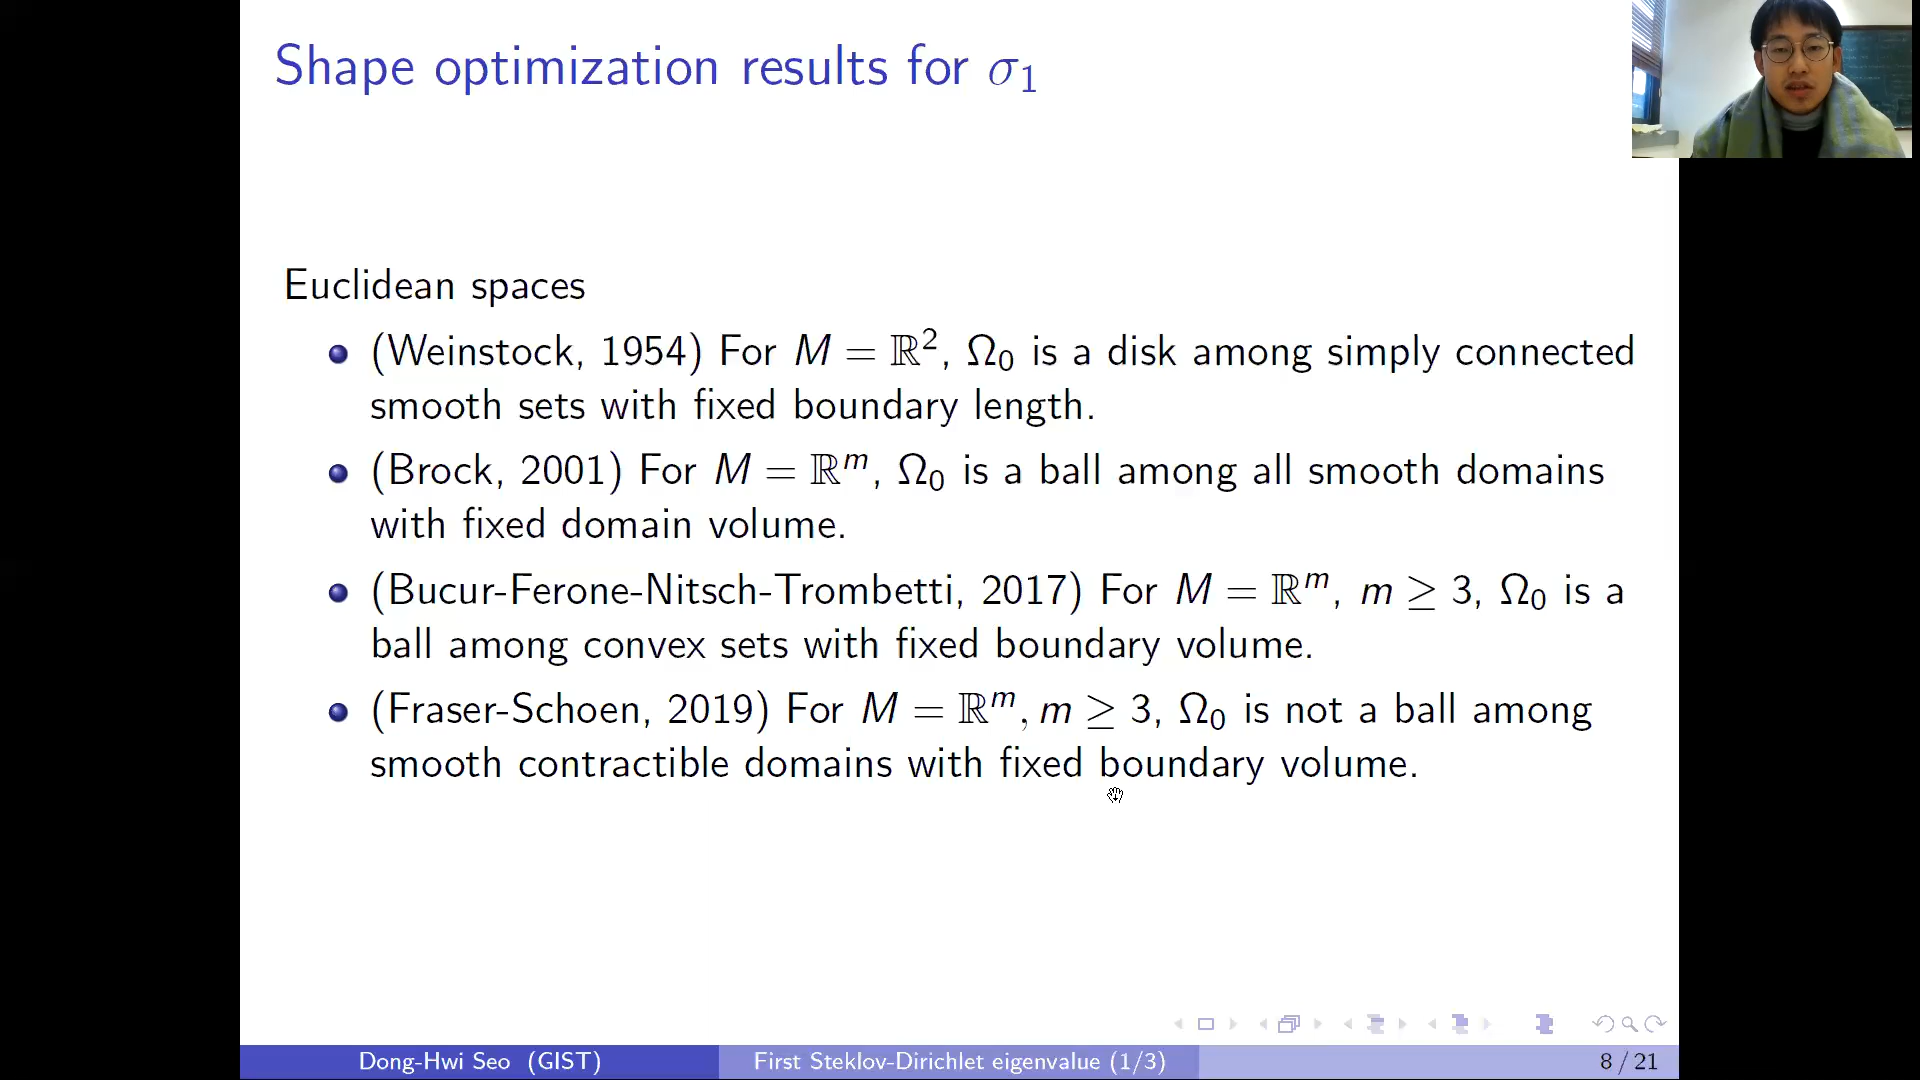 Shape optimization results for σ₁
Euclidean spaces
(Weinstock, 1954) For M = ℝ², Ω₀ is a disk among simply connected
smooth sets with fixed boundary length.
(Brock, 2001) For M = ℝᵐ, Ω₀ is a ball among all smooth domains
with fixed domain volume.
(Bucur-Ferone-Nitsch-Trombetti, 2017) For M = ℝᵐ, m ≥ 3, Ω₀ is a
ball among convex sets with fixed boundary volume.
(Fraser-Schoen, 2019) For M = ℝᵐ, m ≥ 3, Ω₀ is not a ball among
smooth contractible domains with fixed boundary volume.
Dong-Hwi Seo (GIST) First Steklov-Dirichlet eigenvalue (1/3) 8 / 21